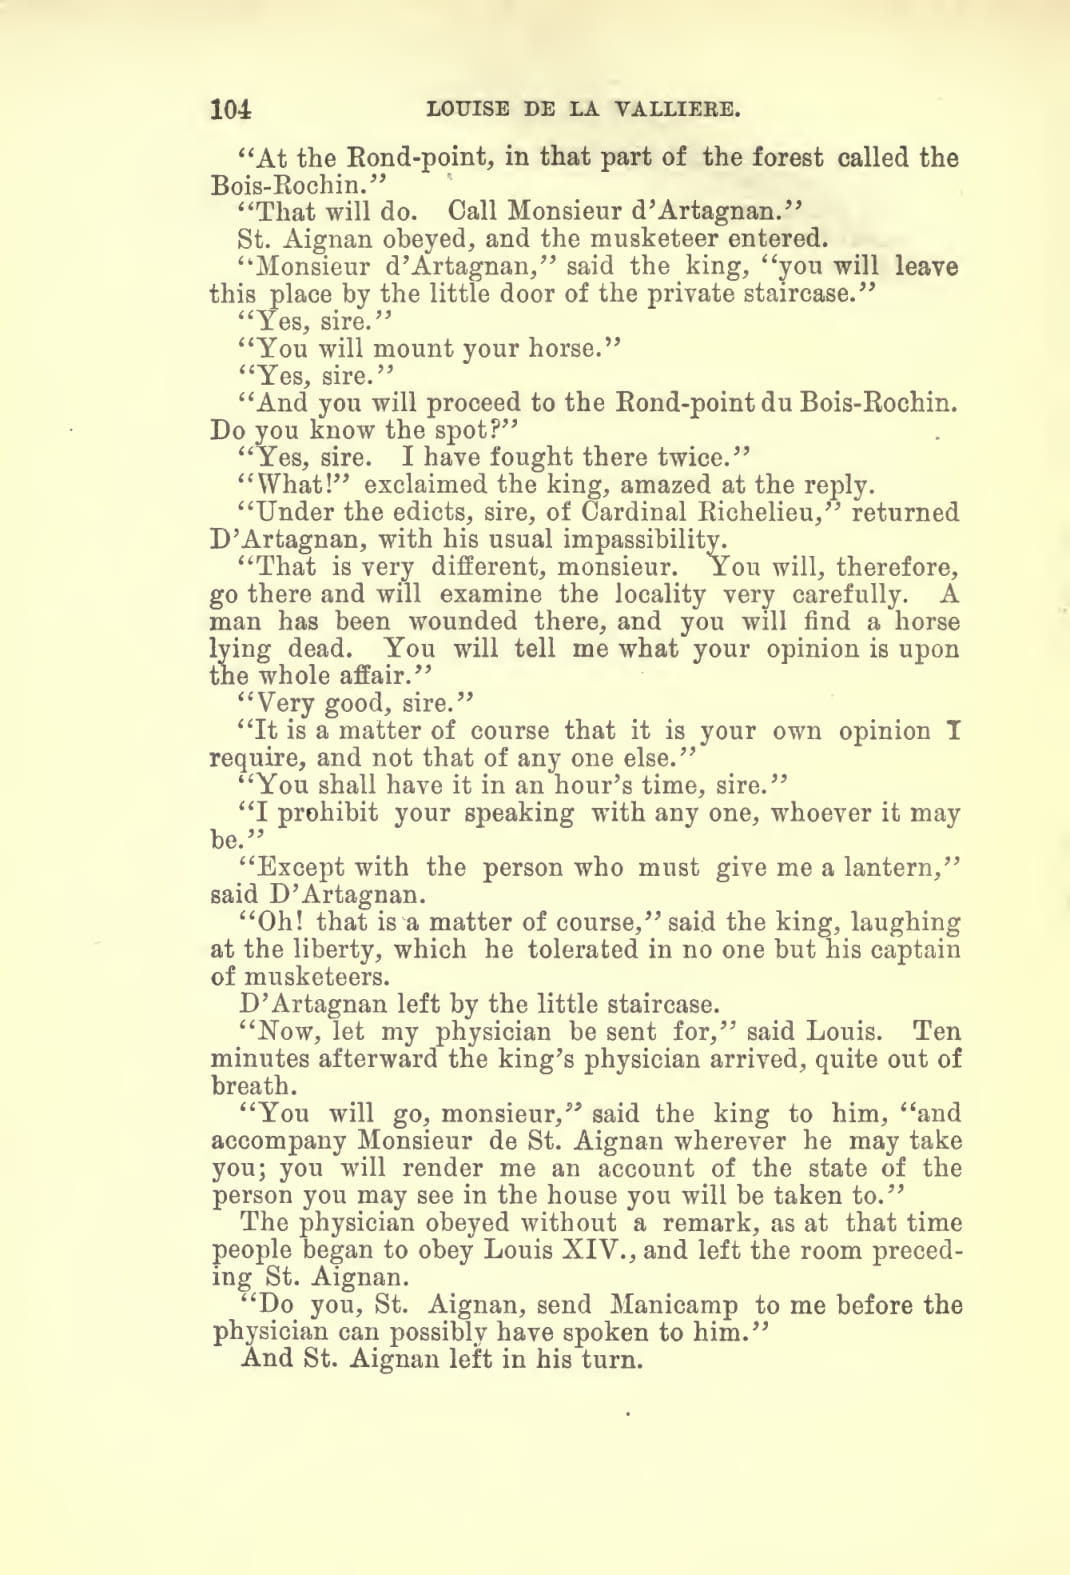 104 LOUISE DE LA VALLIERE.
“At the Rond-point, in that part of the forest called the
Bois-Rochin.”
“That will do. Call Monsieur d’Artagnan.”
St. Aignan obeyed, and the musketeer entered.
“Monsieur d’Artagnan,” said the king, “you will leave
this place by the little door of the private staircase.”
“Yes, sire.”
“You will mount your horse.”
“Yes, sire.”
“And you will proceed to the Rond-point du Bois-Rochin.
Do you know the spot?”
“Yes, sire. I have fought there twice.”
“What!” exclaimed the king, amazed at the reply.
“Under the edicts, sire, of Cardinal Richelieu,” returned
D’Artagnan, with his usual impassibility.
“That is very different, monsieur. You will, therefore,
go there and will examine the locality very carefully. A
man has been wounded there, and you will find a horse
lying dead. You will tell me what your opinion is upon
the whole affair.”
“Very good, sire.”
“It is a matter of course that it is your own opinion I
require, and not that of any one else.”
“You shall have it in an hour’s time, sire.”
“I prohibit your speaking with any one, whoever it may
be.”
“Except with the person who must give me a lantern,”
said D’Artagnan.
“Oh! that is a matter of course,” said the king, laughing
at the liberty, which he tolerated in no one but his captain
of musketeers.
D’Artagnan left by the little staircase.
“Now, let my physician be sent for,” said Louis. Ten
minutes afterward the king’s physician arrived, quite out of
breath.
“You will go, monsieur,” said the king to him, “and
accompany Monsieur de St. Aignan wherever he may take
you; you will render me an account of the state of the
person you may see in the house you will be taken to.”
The physician obeyed without a remark, as at that time
people began to obey Louis XIV., and left the room preced-
ing St. Aignan.
“Do you, St. Aignan, send Manicamp to me before the
physician can possibly have spoken to him.”
And St. Aignan left in his turn.